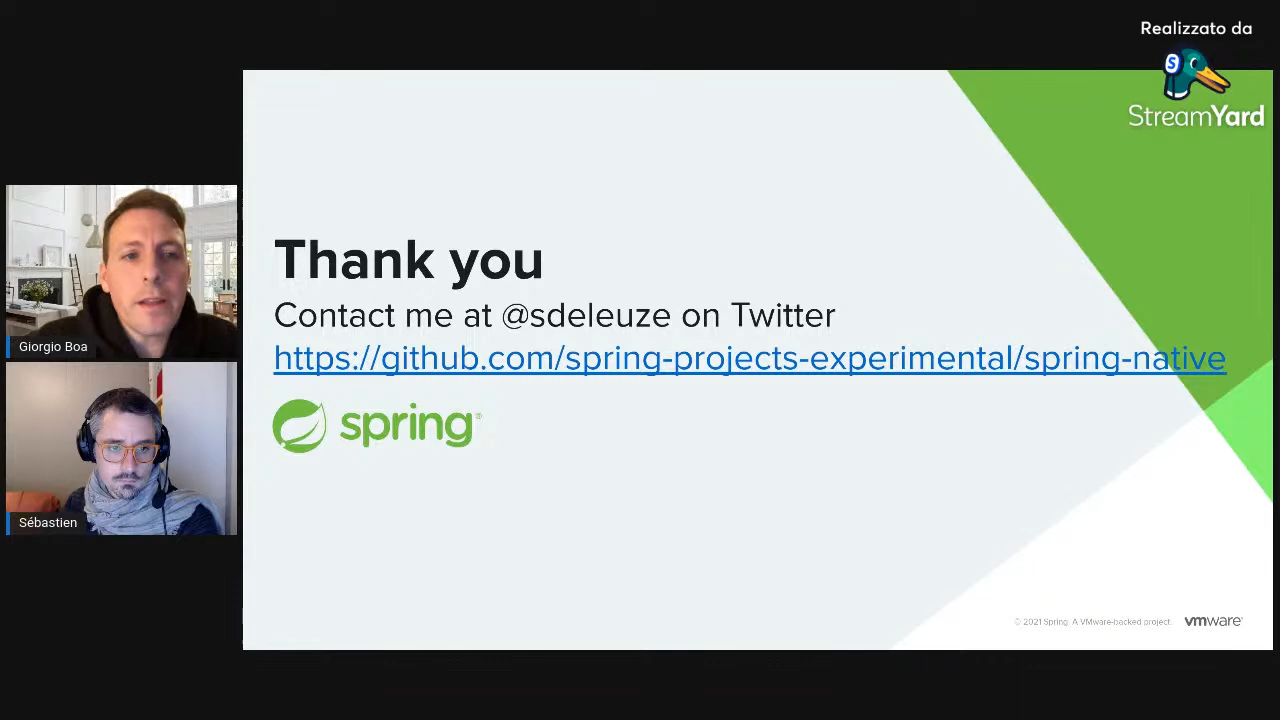 Realizzato da
StreamYard
Giorgio Boa
Sébastien
Thank you
Contact me at @sdeleuze on Twitter
https://github.com/spring-projects-experimental/spring-native
spring®
© 2021 Spring. A VMware-backed project.
vmware®